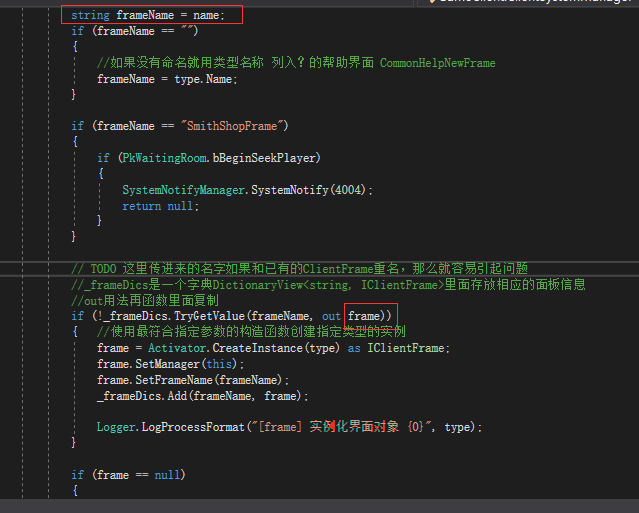 string frameName = name;
if (frameName == "")
{
//如果没有命名就用类型名称 列入？的帮助界面 CommonHelpNewFrame
frameName = type.Name;
}
if (frameName == "SmithShopFrame")
{
if (PkWaitingRoom.bBeginSeekPlayer)
{
SystemNotifyManager.SystemNotify(4004);
return null;
}
}
// TODO 这里传进来的名字如果和已有的ClientFrame重名，那么就容易引起问题
//_frameDics是一个字典DictionaryView<string, IClientFrame>里面存放相应的面板信息
//out用法再函数里面复制
if (!_frameDics.TryGetValue(frameName, out frame))
{ //使用最符合指定参数的构造函数创建指定类型的实例
frame = Activator.CreateInstance(type) as IClientFrame;
frame.SetManager(this);
frame.SetFrameName(frameName);
_frameDics.Add(frameName, frame);
Logger.LogProcessFormat("[frame] 实例化界面对象 {0}", type);
}
if (frame == null)
{